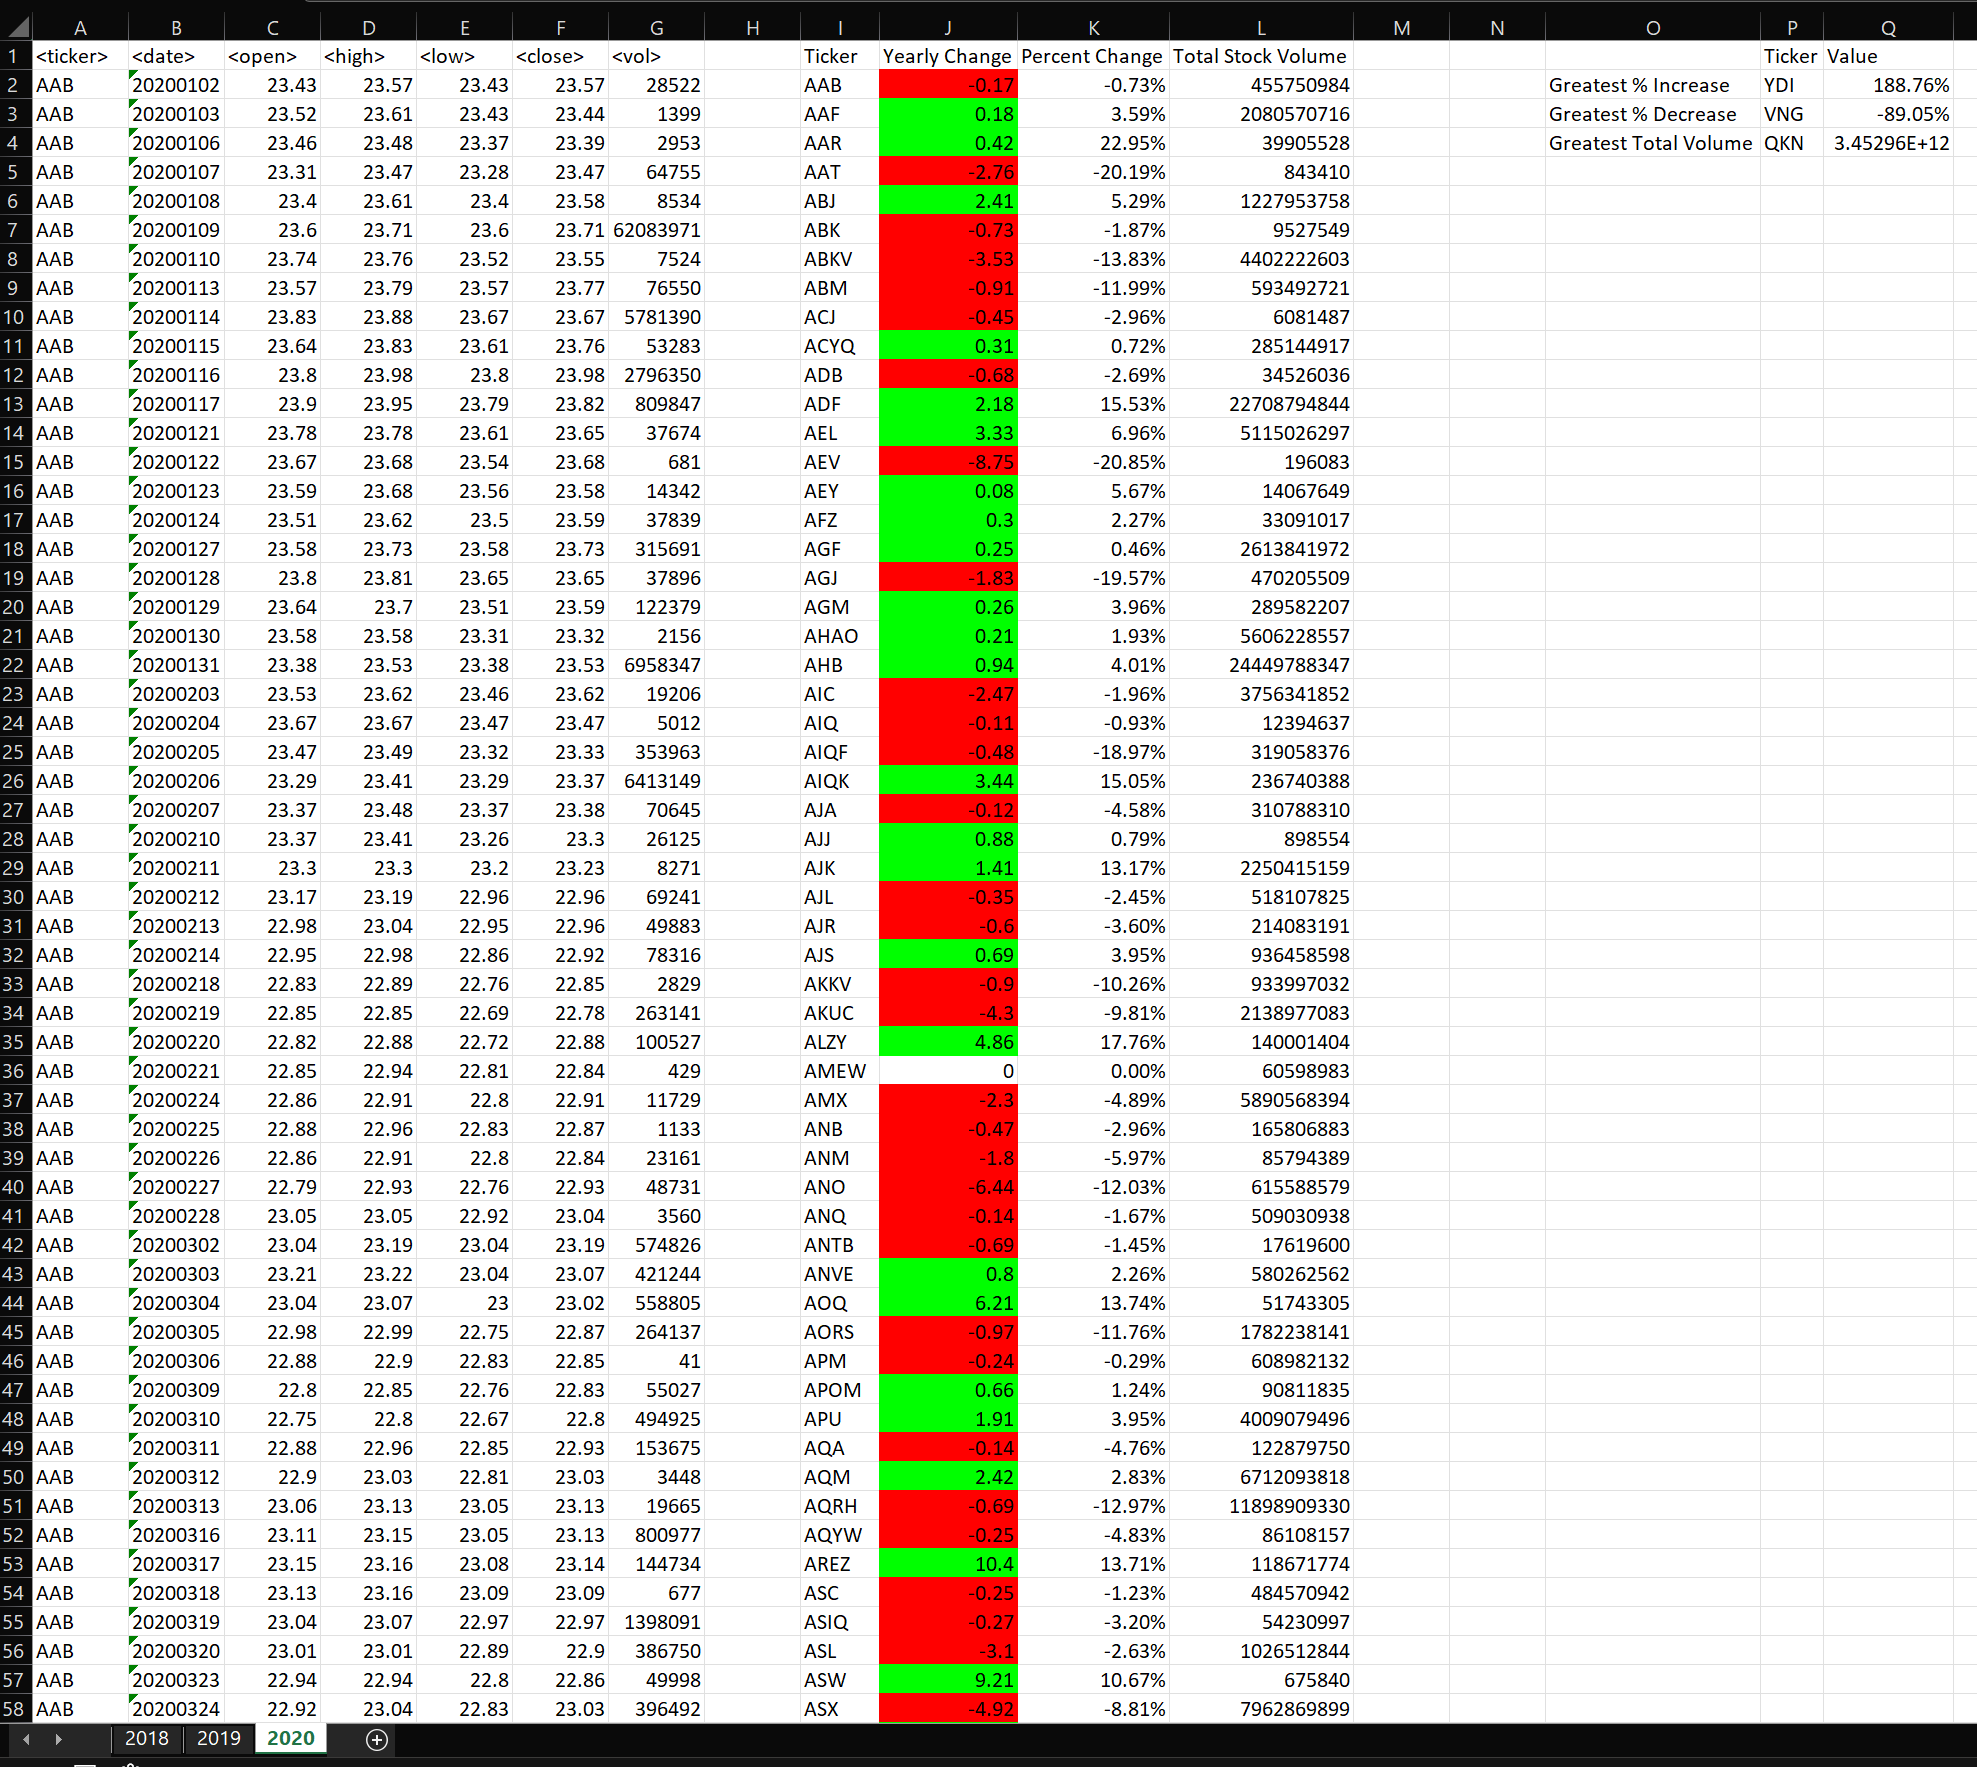 A B C D E F G H I J K L M N O P Q
1 <ticker> <date> <open> <high> <low> <close> <vol> Ticker Yearly Change Percent Change Total Stock Volume Ticker Value
2 AAB 20200102 23.43 23.57 23.43 23.57 28522 AAB -0.17 -0.73% 455750984 Greatest % Increase YDI 188.76%
3 AAB 20200103 23.52 23.61 23.43 23.44 1399 AAF 0.18 3.59% 2080570716 Greatest % Decrease VNG -89.05%
4 AAB 20200106 23.46 23.48 23.37 23.39 2953 AAR 0.42 22.95% 39905528 Greatest Total Volume QKN 3.45296E+12
5 AAB 20200107 23.31 23.47 23.28 23.47 64755 AAT -2.76 -20.19% 843410
6 AAB 20200108 23.4 23.61 23.4 23.58 8534 ABJ 2.41 5.29% 1227953758
7 AAB 20200109 23.6 23.71 23.6 23.71 62083971 ABK -0.73 -1.87% 9527549
8 AAB 20200110 23.74 23.76 23.52 23.55 7524 ABKV -3.53 -13.83% 4402222603
9 AAB 20200113 23.57 23.79 23.57 23.77 76550 ABM -0.91 -11.99% 593492721
10 AAB 20200114 23.83 23.88 23.67 23.67 5781390 ACJ -0.45 -2.96% 6081487
11 AAB 20200115 23.64 23.83 23.61 23.76 53283 ACYQ 0.31 0.72% 285144917
12 AAB 20200116 23.8 23.98 23.8 23.98 2796350 ADB -0.68 -2.69% 34526036
13 AAB 20200117 23.9 23.95 23.79 23.82 809847 ADF 2.18 15.53% 22708794844
14 AAB 20200121 23.78 23.78 23.61 23.65 37674 AEL 3.33 6.96% 5115026297
15 AAB 20200122 23.67 23.68 23.54 23.68 681 AEV -8.75 -20.85% 196083
16 AAB 20200123 23.59 23.68 23.56 23.58 14342 AEY 0.08 5.67% 14067649
17 AAB 20200124 23.51 23.62 23.5 23.59 37839 AFZ 0.3 2.27% 33091017
18 AAB 20200127 23.58 23.73 23.58 23.73 315691 AGF 0.25 0.46% 2613841972
19 AAB 20200128 23.8 23.81 23.65 23.65 37896 AGJ -1.83 -19.57% 470205509
20 AAB 20200129 23.64 23.7 23.51 23.59 122379 AGM 0.26 3.96% 289582207
21 AAB 20200130 23.58 23.58 23.31 23.32 2156 AHAO 0.21 1.93% 5606228557
22 AAB 20200131 23.38 23.53 23.38 23.53 6958347 AHB 0.94 4.01% 24449788347
23 AAB 20200203 23.53 23.62 23.46 23.62 19206 AIC -2.47 -1.96% 3756341852
24 AAB 20200204 23.67 23.67 23.47 23.47 5012 AIQ -0.11 -0.93% 12394637
25 AAB 20200205 23.47 23.49 23.32 23.33 353963 AIQF -0.48 -18.97% 319058376
26 AAB 20200206 23.29 23.41 23.29 23.37 6413149 AIQK 3.44 15.05% 236740388
27 AAB 20200207 23.37 23.48 23.37 23.38 70645 AJA -0.12 -4.58% 310788310
28 AAB 20200210 23.37 23.41 23.26 23.3 26125 AJJ 0.88 0.79% 898554
29 AAB 20200211 23.3 23.3 23.2 23.23 8271 AJK 1.41 13.17% 2250415159
30 AAB 20200212 23.17 23.19 22.96 22.96 69241 AJL -0.35 -2.45% 518107825
31 AAB 20200213 22.98 23.04 22.95 22.96 49883 AJR -0.6 -3.60% 214083191
32 AAB 20200214 22.95 22.98 22.86 22.92 78316 AJS 0.69 3.95% 936458598
33 AAB 20200218 22.83 22.89 22.76 22.85 2829 AKKV -0.9 -10.26% 933997032
34 AAB 20200219 22.85 22.85 22.69 22.78 263141 AKUC -4.3 -9.81% 2138977083
35 AAB 20200220 22.82 22.88 22.72 22.88 100527 ALZY 4.86 17.76% 140001404
36 AAB 20200221 22.85 22.94 22.81 22.84 429 AMEW 0 0.00% 60598983
37 AAB 20200224 22.86 22.91 22.8 22.91 11729 AMX -2.3 -4.89% 5890568394
38 AAB 20200225 22.88 22.96 22.83 22.87 1133 ANB -0.47 -2.96% 165806883
39 AAB 20200226 22.86 22.91 22.8 22.84 23161 ANM -1.8 -5.97% 85794389
40 AAB 20200227 22.79 22.93 22.76 22.93 48731 ANO -6.44 -12.03% 615588579
41 AAB 20200228 23.05 23.05 22.92 23.04 3560 ANQ -0.14 -1.67% 509030938
42 AAB 20200302 23.04 23.19 23.04 23.19 574826 ANTB -0.69 -1.45% 17619600
43 AAB 20200303 23.21 23.22 23.04 23.07 421244 ANVE 0.8 2.26% 580262562
44 AAB 20200304 23.04 23.07 23 23.02 558805 AOQ 6.21 13.74% 51743305
45 AAB 20200305 22.98 22.99 22.75 22.87 264137 AORS -0.97 -11.76% 1782238141
46 AAB 20200306 22.88 22.9 22.83 22.85 41 APM -0.24 -0.29% 608982132
47 AAB 20200309 22.8 22.85 22.76 22.83 55027 APOM 0.66 1.24% 90811835
48 AAB 20200310 22.75 22.8 22.67 22.8 494925 APU 1.91 3.95% 4009079496
49 AAB 20200311 22.88 22.96 22.85 22.93 153675 AQA -0.14 -4.76% 122879750
50 AAB 20200312 22.9 23.03 22.81 23.03 3448 AQM 2.42 2.83% 6712093818
51 AAB 20200313 23.06 23.13 23.05 23.13 19665 AQRH -0.69 -12.97% 11898909330
52 AAB 20200316 23.11 23.15 23.05 23.13 800977 AQYW -0.25 -4.83% 86108157
53 AAB 20200317 23.15 23.16 23.08 23.14 144734 AREZ 10.4 13.71% 118671774
54 AAB 20200318 23.13 23.16 23.09 23.09 677 ASC -0.25 -1.23% 484570942
55 AAB 20200319 23.04 23.07 22.97 22.97 1398091 ASIQ -0.27 -3.20% 54230997
56 AAB 20200320 23.01 23.01 22.89 22.9 386750 ASL -3.1 -2.63% 1026512844
57 AAB 20200323 22.94 22.94 22.8 22.86 49998 ASW 9.21 10.67% 675840
58 AAB 20200324 22.92 23.04 22.83 23.03 396492 ASX -4.92 -8.81% 7962869899
2018 2019 2020